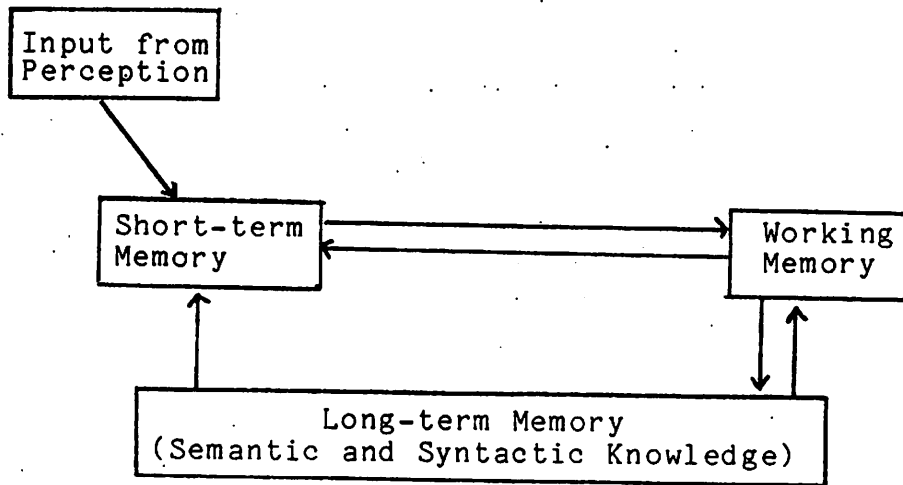 Input from
Perception
Short-term
Memory
Working
Memory
Long-term Memory
(Semantic and Syntactic Knowledge)